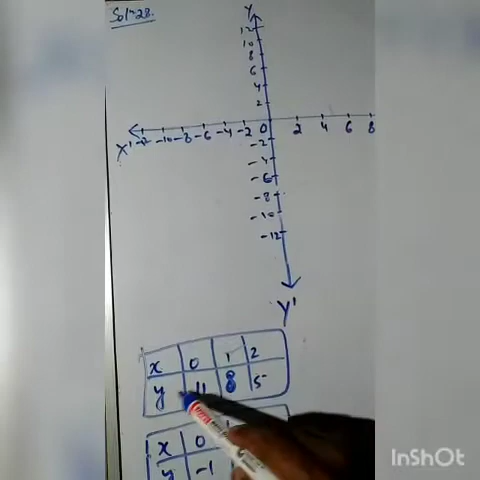 Solⁿ 28.
Y
12
10
8
6
4
2
X' -12 -10 -8 -6 -4 -2 0 2 4 6 8
-2
-4
-6
-8
-10
-12
Y'
x 0 1 2
y 11 8 5
x 0
y -1
InShOt